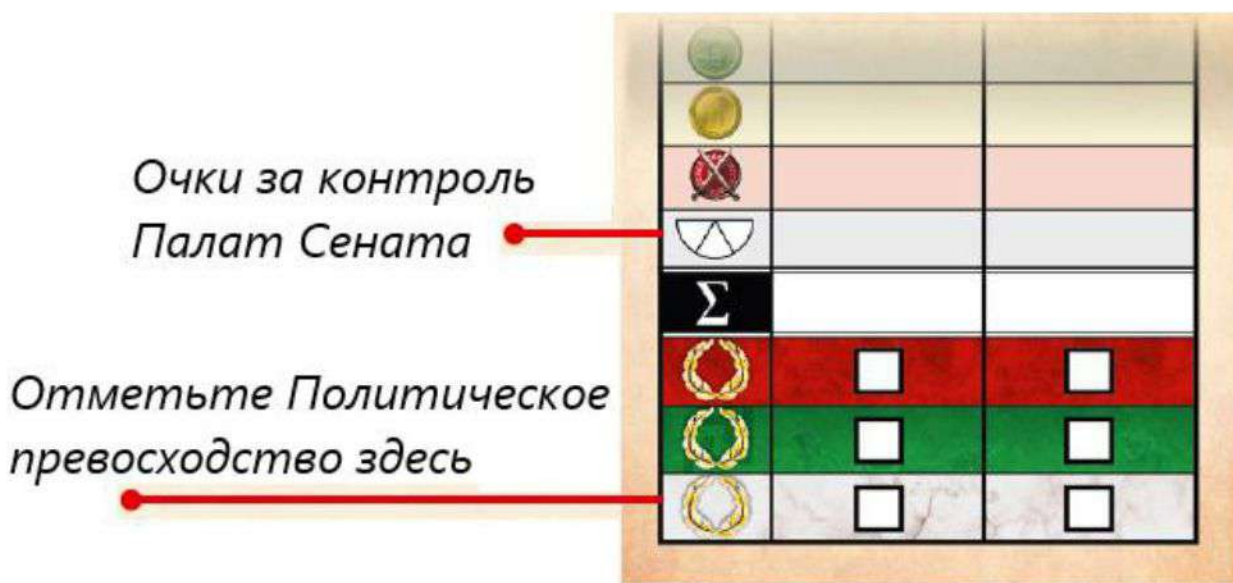 Очки за контроль
Палат Сената
Σ
Отметьте Политическое
превосходство здесь